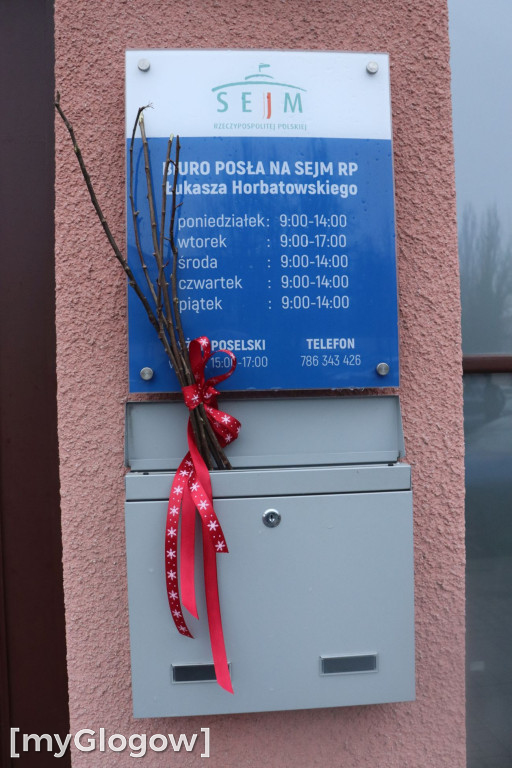 SEJM
RZECZYPOSPOLITEJ POLSKIEJ
BIURO POSŁA NA SEJM RP
Łukasza Horbatowskiego
poniedziałek: 9:00-14:00
wtorek : 9:00-17:00
środa : 9:00-14:00
czwartek : 9:00-14:00
piątek : 9:00-14:00
POSELSKI TELEFON
15:00-17:00 786 343 426
[myGlogow]